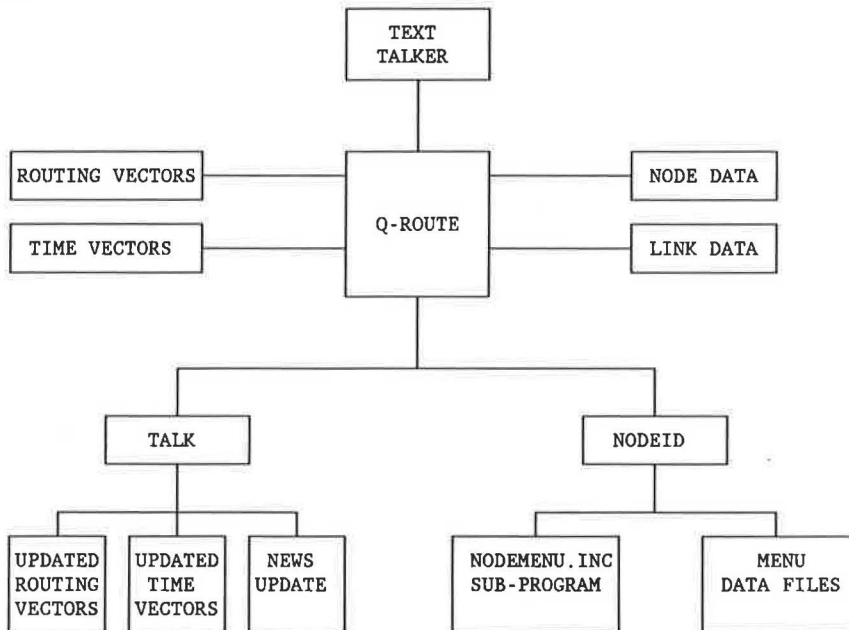 TEXT
TALKER
ROUTING VECTORS
NODE DATA
Q-ROUTE
TIME VECTORS
LINK DATA
TALK
NODEID
UPDATED
ROUTING
VECTORS
UPDATED
TIME
VECTORS
NEWS
UPDATE
NODEMENU.INC
SUB-PROGRAM
MENU
DATA FILES